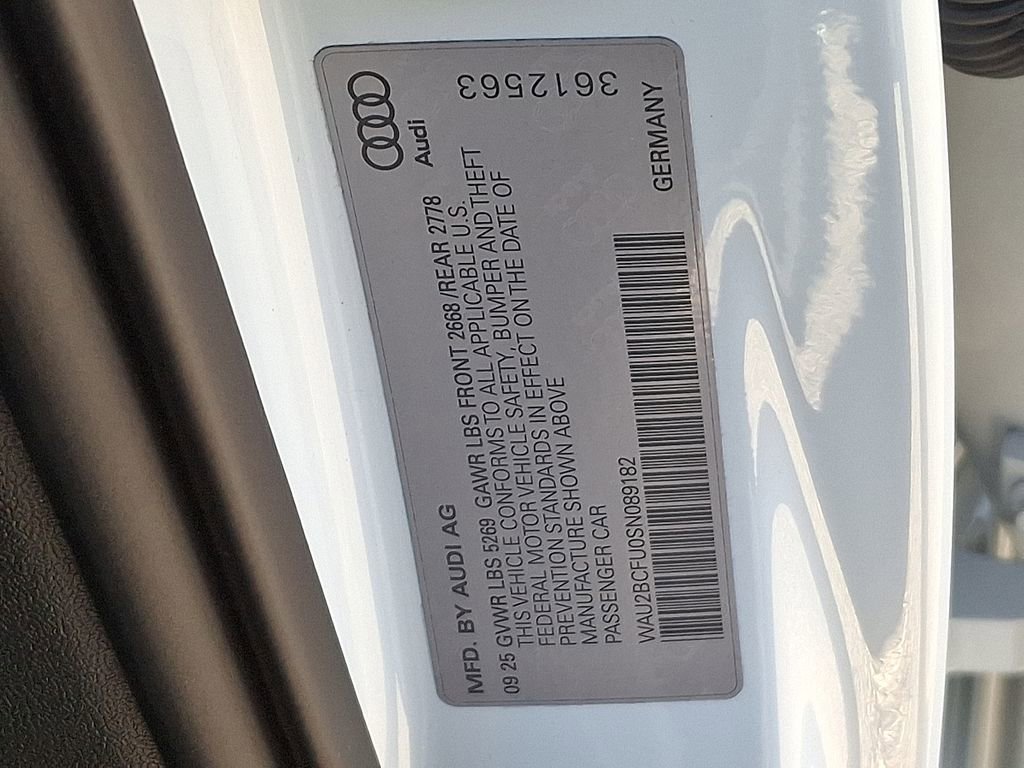 MFD. BY AUDI AG
Audi
09 25 GVWR LBS 5269 GAWR LBS FRONT 2668 /REAR 2778
THIS VEHICLE CONFORMS TO ALL APPLICABLE U.S.
FEDERAL MOTOR VEHICLE SAFETY, BUMPER AND THEFT
PREVENTION STANDARDS IN EFFECT ON THE DATE OF
MANUFACTURE SHOWN ABOVE
PASSENGER CAR
WAU2BCFU0SN089182
GERMANY
3612563